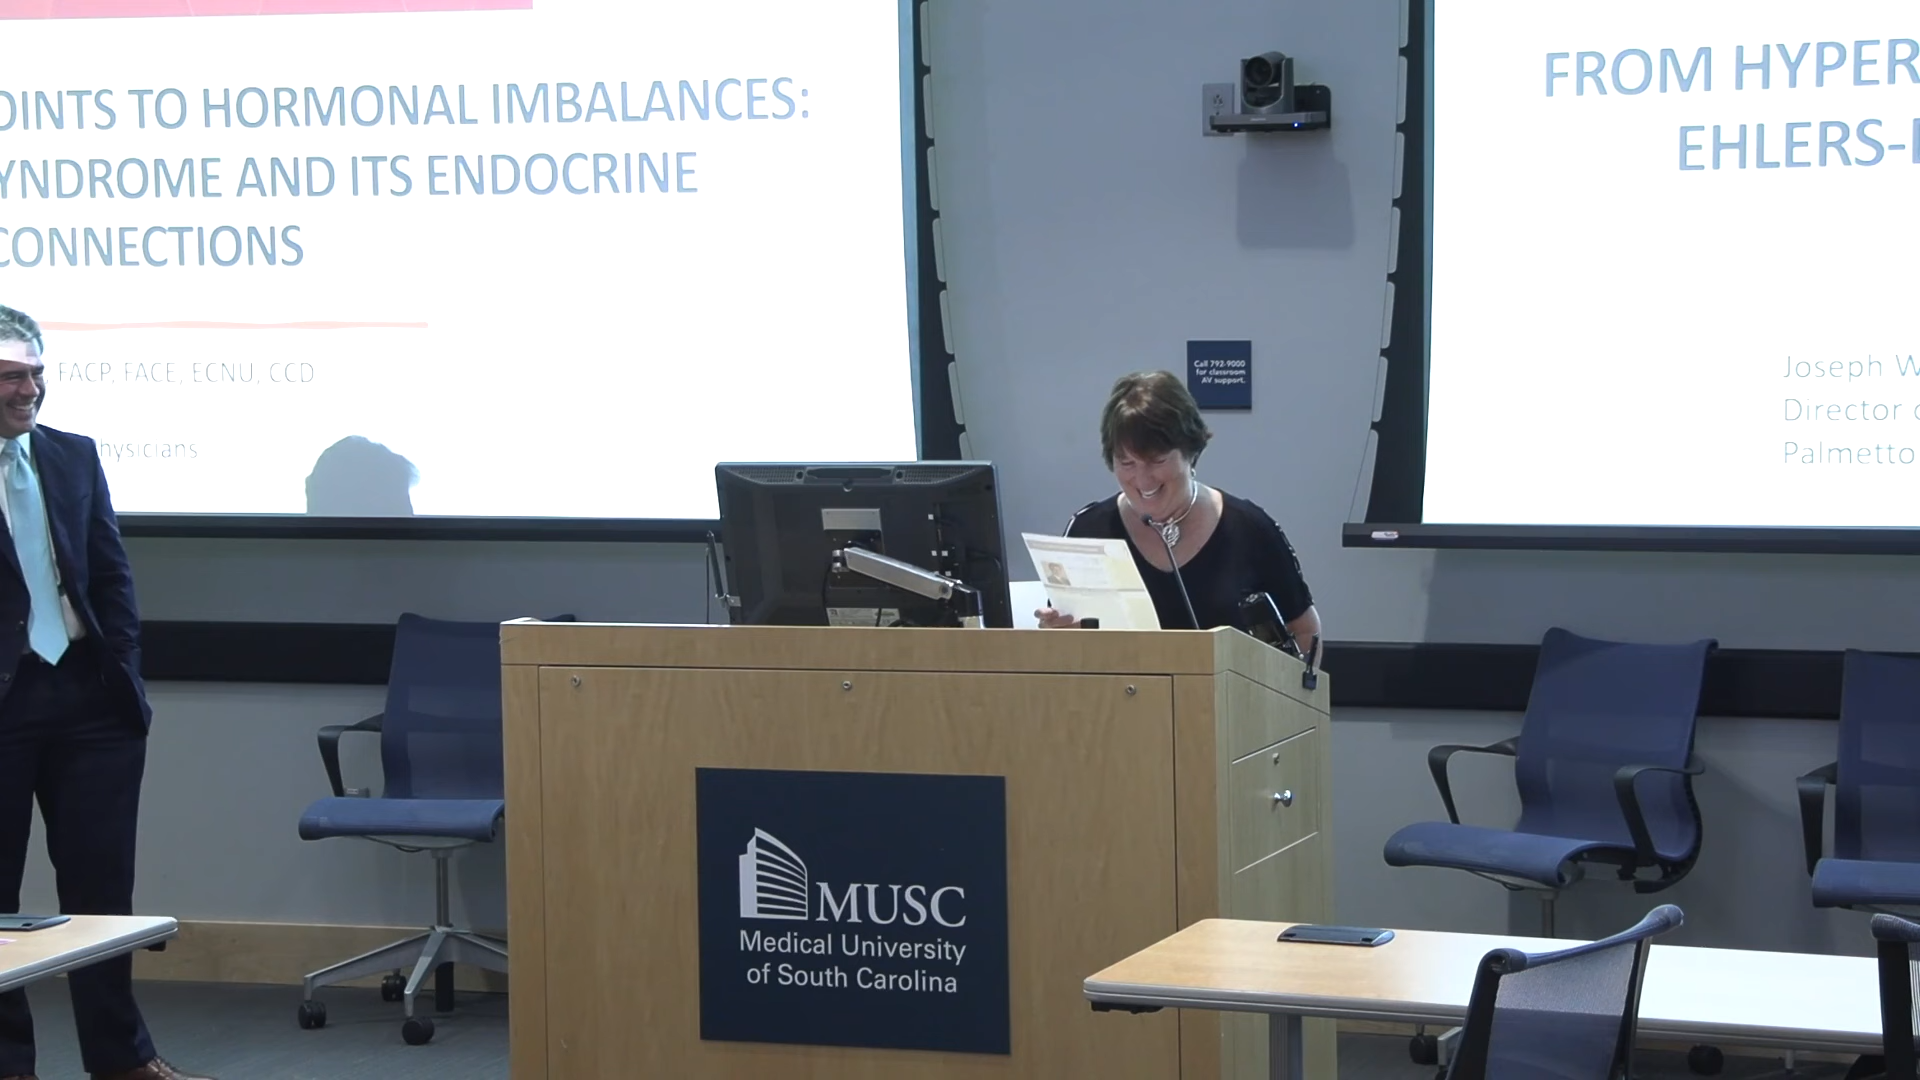 OINTS TO HORMONAL IMBALANCES:
YNDROME AND ITS ENDOCRINE
CONNECTIONS
, FACP, FACE, ECNU, CCD
hysicians
FROM HYPER
EHLERS-
Joseph W
Director
Palmetto
Call 792-9000
for classroom
AV support.
MUSC
Medical University
of South Carolina